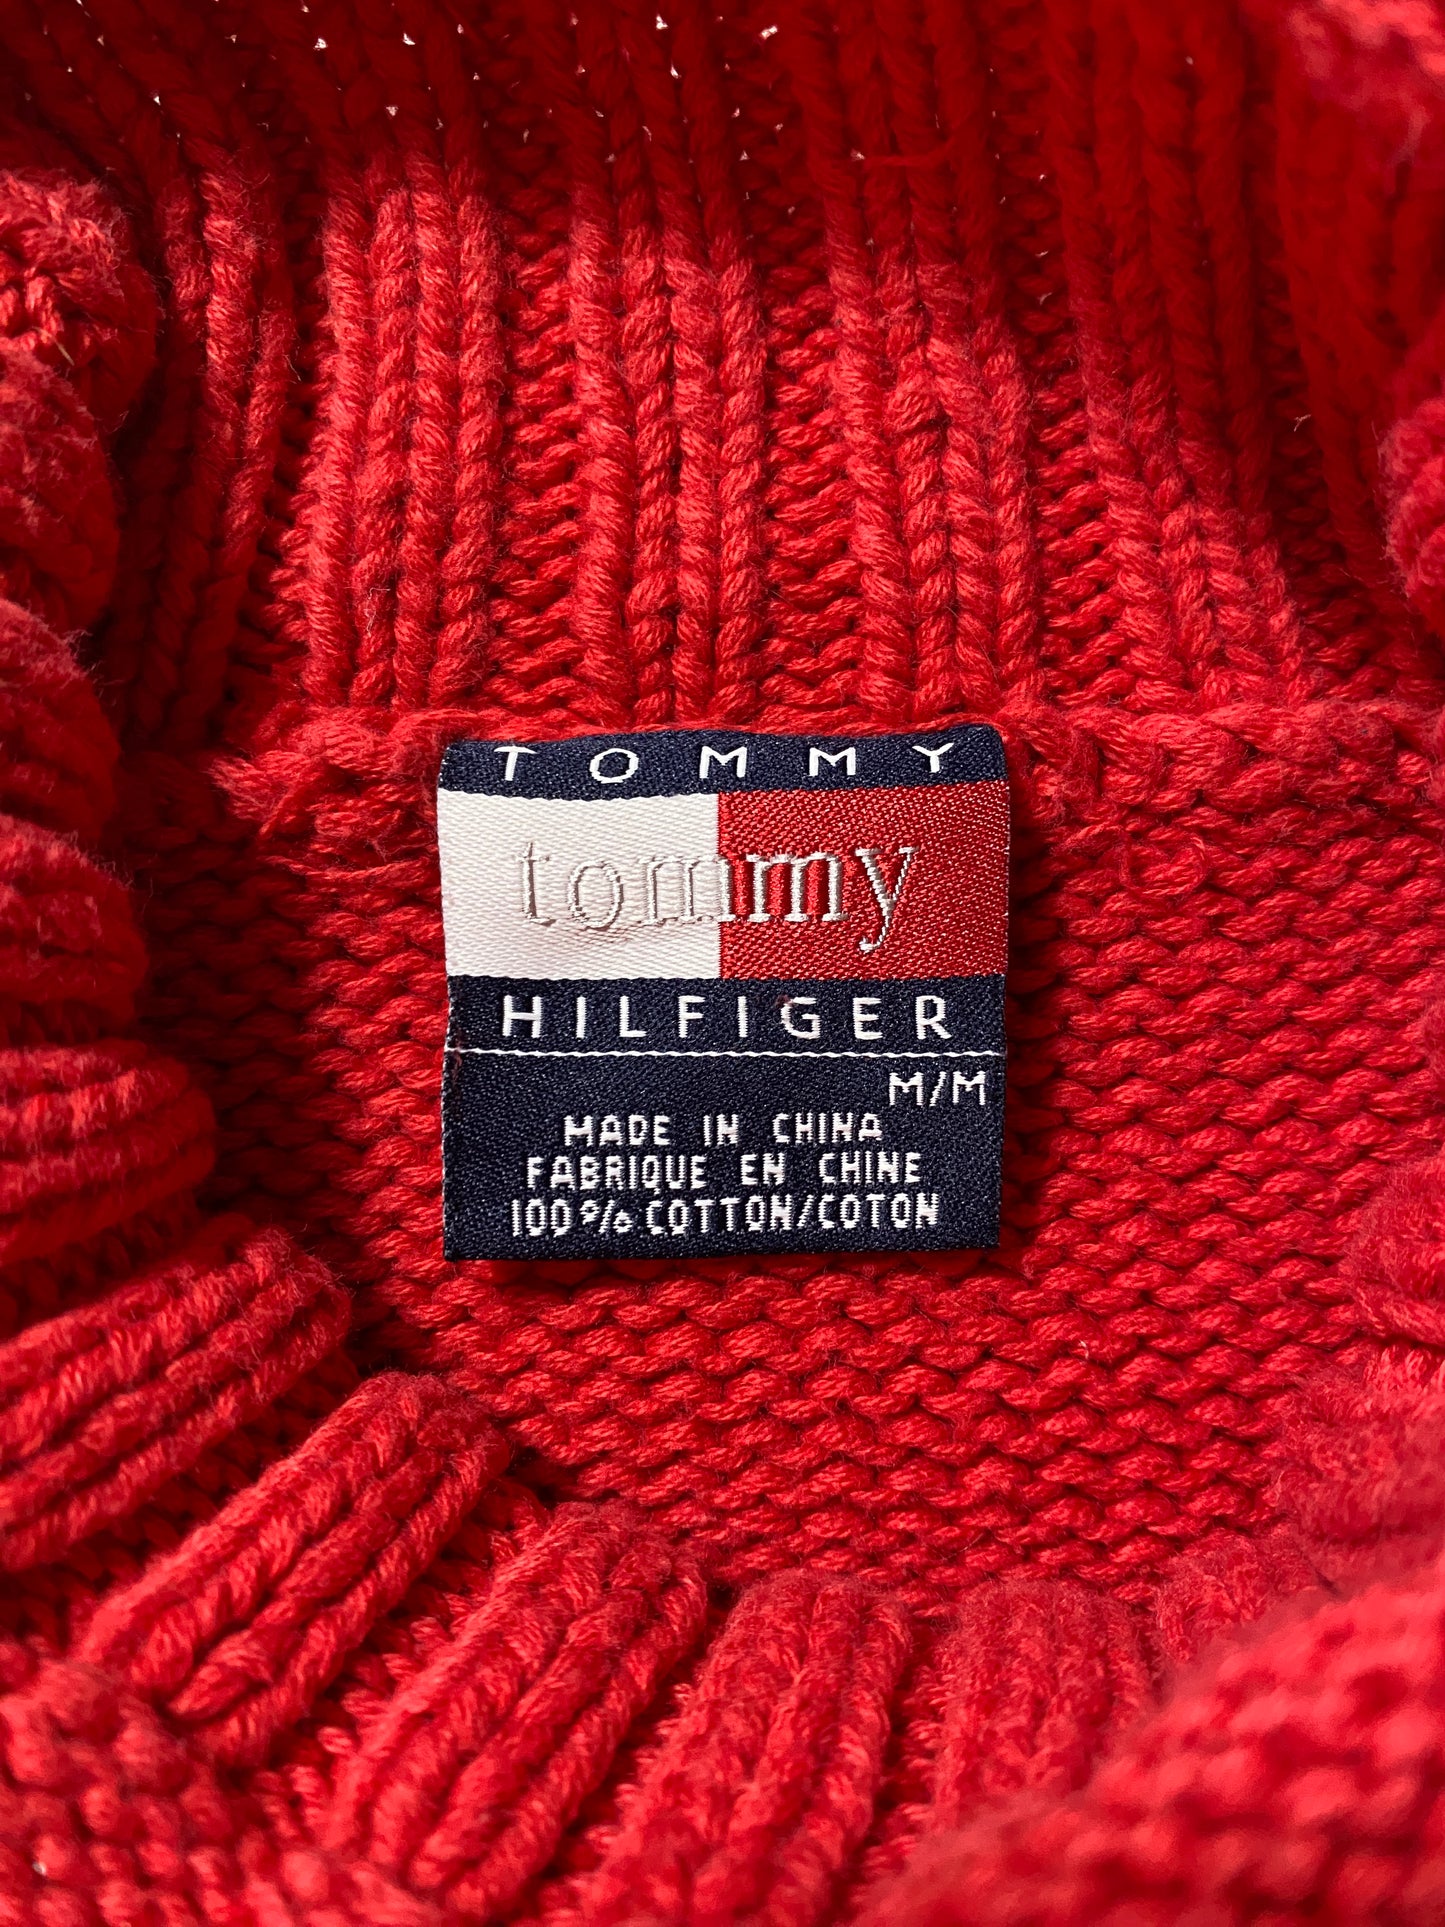 TOMMY
tommy
HILFIGER
M/M
MADE IN CHINA
FABRIQUE EN CHINE
100% COTTON/COTON